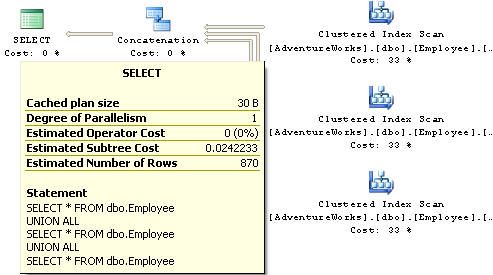 SELECT
Cost: 0 %
Concatenation
Cost: 0 %
Clustered Index Scan
[AdventureWorks].[dbo].[Employee].[…
Cost: 33 %
Clustered Index Scan
[AdventureWorks].[dbo].[Employee].[…
Cost: 33 %
Clustered Index Scan
[AdventureWorks].[dbo].[Employee].[…
Cost: 33 %
SELECT
Cached plan size 30 B
Degree of Parallelism 1
Estimated Operator Cost 0 (0%)
Estimated Subtree Cost 0.0242233
Estimated Number of Rows 870
Statement
SELECT * FROM dbo.Employee
UNION ALL
SELECT * FROM dbo.Employee
UNION ALL
SELECT * FROM dbo.Employee